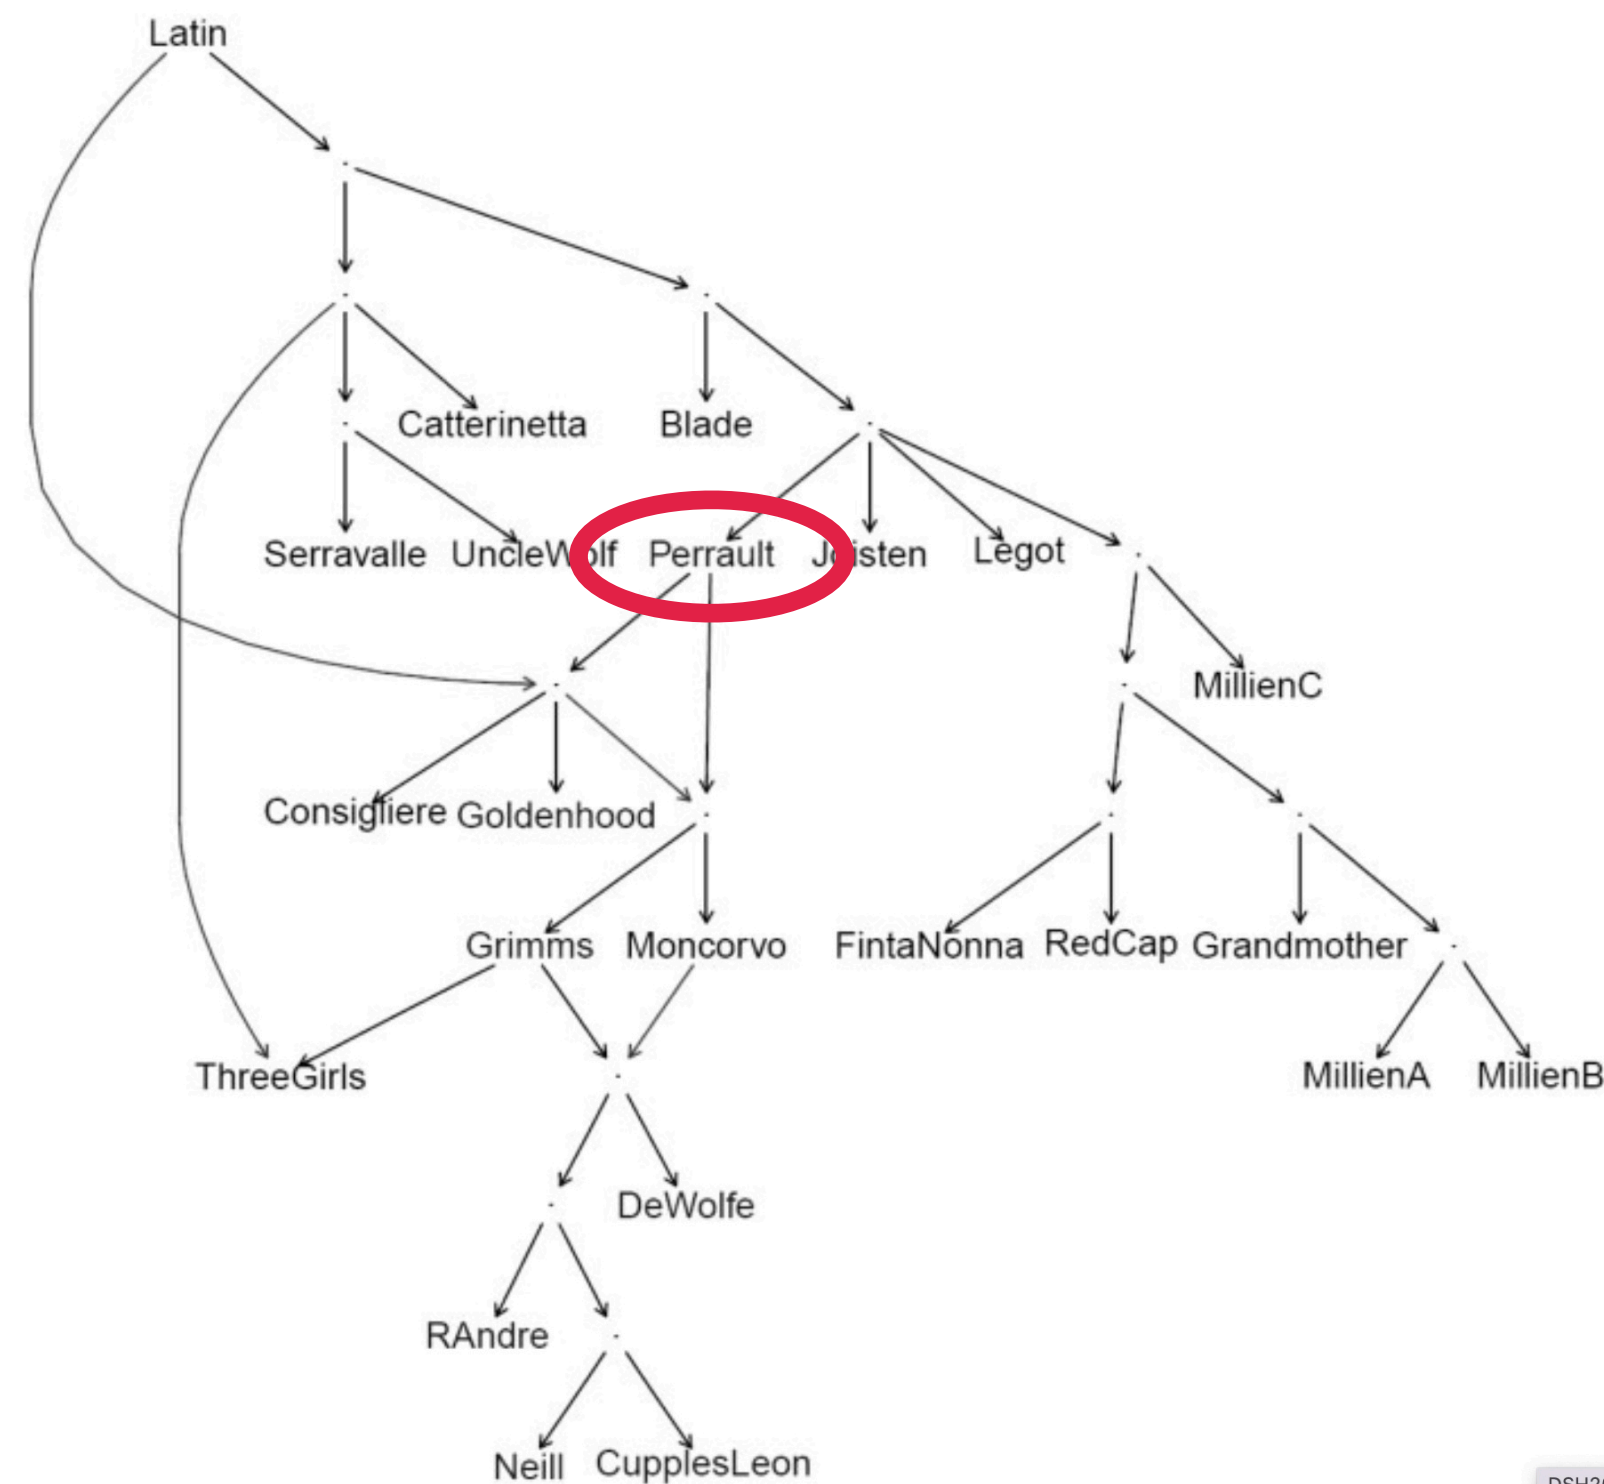 Latin
Catterinetta Blade
Serravalle UncleWolf Perrault Joisten Legot
MillienC
Consigliere Goldenhood
Grimms Moncorvo FintaNonna RedCap Grandmother
ThreeGirls MillienA MillienB
DeWolfe
RAndre
Neill CupplesLeon